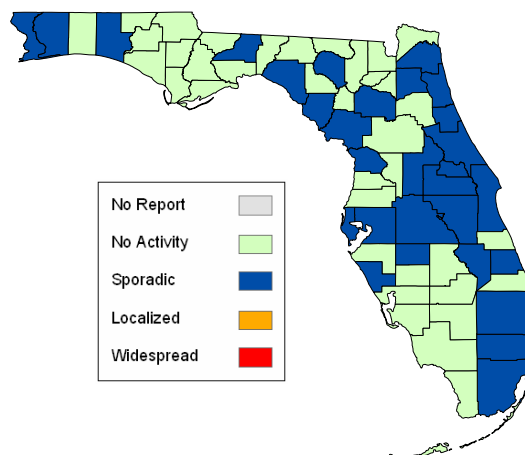 No Report
No Activity
Sporadic
Localized
Widespread